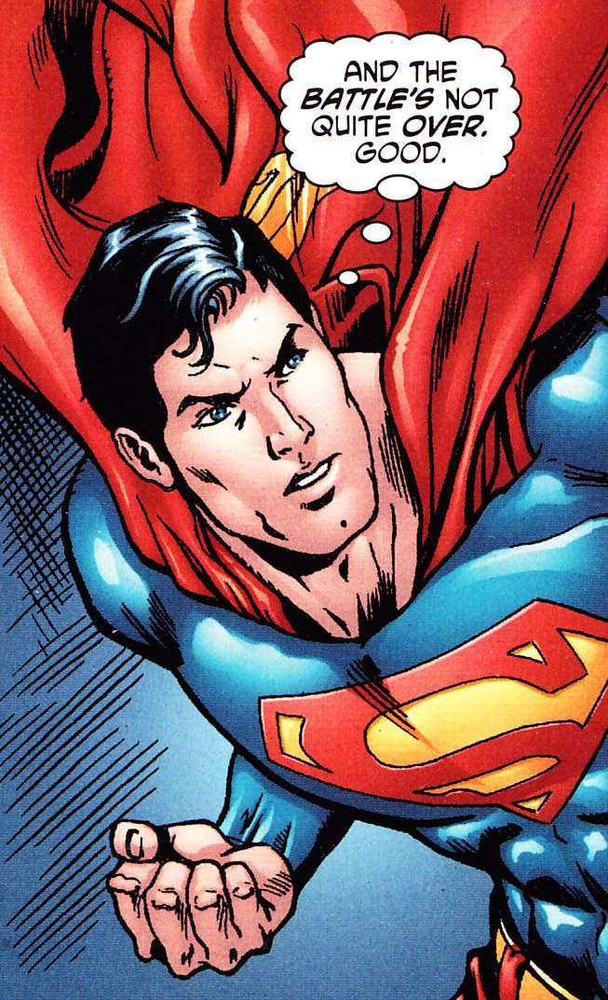 AND THE
BATTLE'S NOT
QUITE OVER.
GOOD.